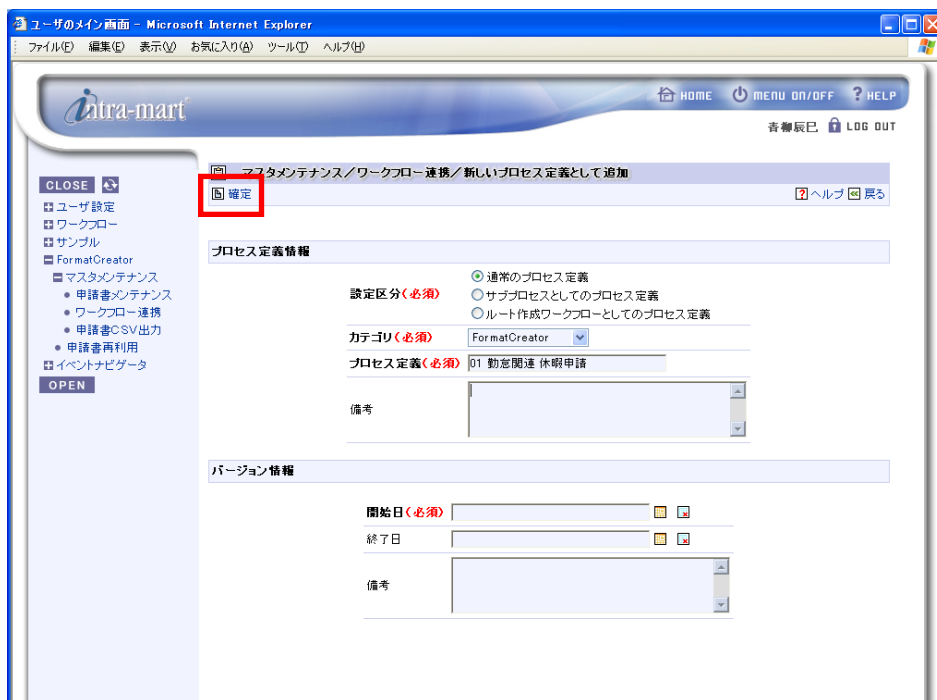 ユーザのメイン画面 - Microsoft Internet Explorer
ファイル(F) 編集(E) 表示(V) お気に入り(A) ツール(T) ヘルプ(H)
intra-mart
HOME MENU ON/OFF ? HELP
青柳辰巳 LOG OUT
マスタメンテナンス/ワークフロー連携/新しいプロセス定義として追加
確定 ヘルプ 戻る
CLOSE
ユーザ設定
ワークフロー
サンプル
FormatCreator
マスタメンテナンス
申請書メンテナンス
ワークフロー連携
申請書CSV出力
申請書再利用
イベントナビゲータ
OPEN
プロセス定義情報
設定区分(必須)
通常のプロセス定義
サブプロセスとしてのプロセス定義
ルート作成ワークフローとしてのプロセス定義
カテゴリ(必須) FormatCreator
プロセス定義(必須) 01 勤怠関連 休暇申請
備考
バージョン情報
開始日(必須)
終了日
備考